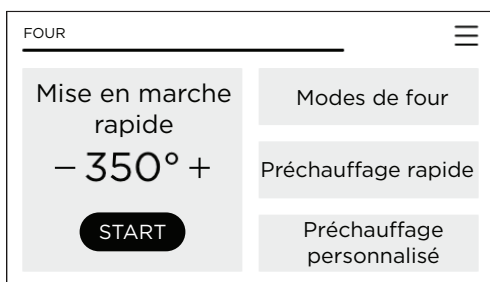 FOUR
Mise en marche
rapide
– 350° +
START
Modes de four
Préchauffage rapide
Préchauffage
personnalisé